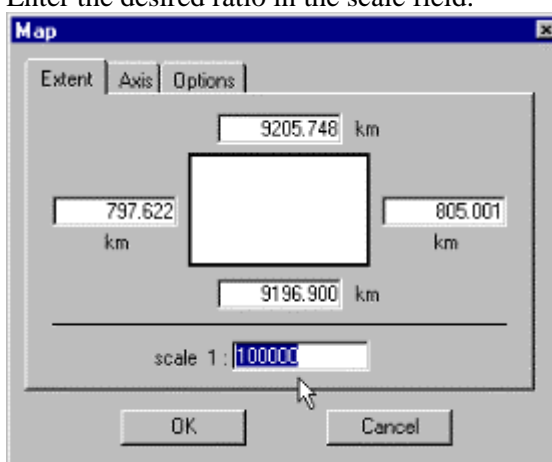 Enter the desired ratio in the scale field.
Map
Extent Axis Options
9205.748 km
797.622 805.001
km km
9196.900 km
scale 1 : 100000
OK Cancel